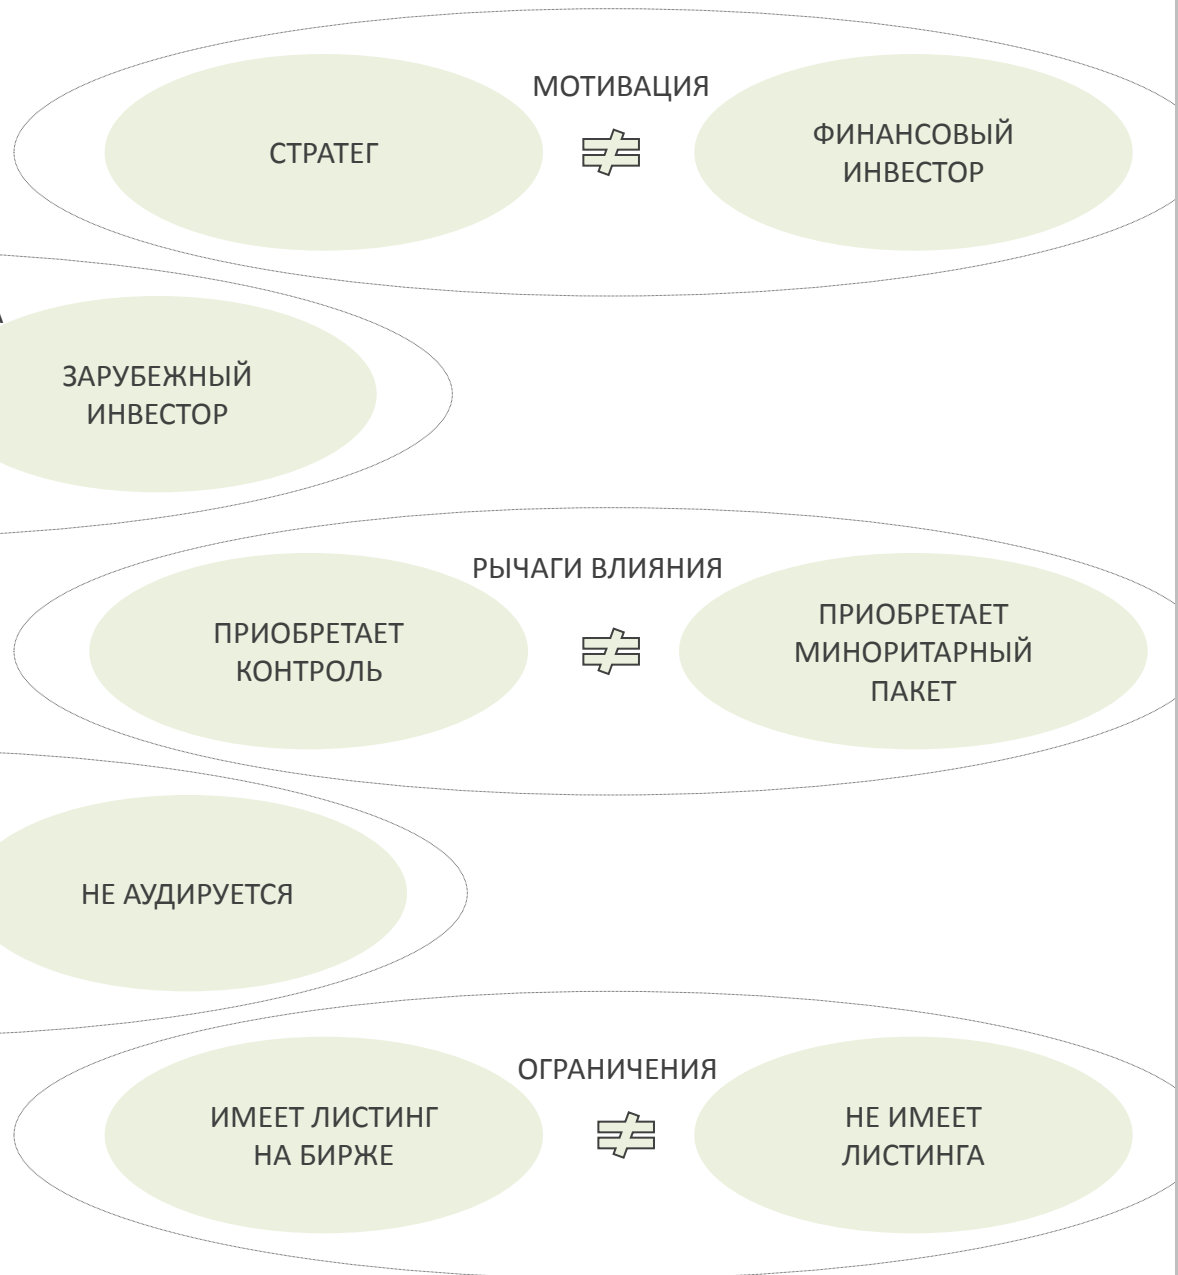 МОТИВАЦИЯ
СТРАТЕГ
ФИНАНСОВЫЙ
ИНВЕСТОР
ЗАРУБЕЖНЫЙ
ИНВЕСТОР
РЫЧАГИ ВЛИЯНИЯ
ПРИОБРЕТАЕТ
КОНТРОЛЬ
ПРИОБРЕТАЕТ
МИНОРИТАРНЫЙ
ПАКЕТ
НЕ АУДИРУЕТСЯ
ОГРАНИЧЕНИЯ
ИМЕЕТ ЛИСТИНГ
НА БИРЖЕ
НЕ ИМЕЕТ
ЛИСТИНГА